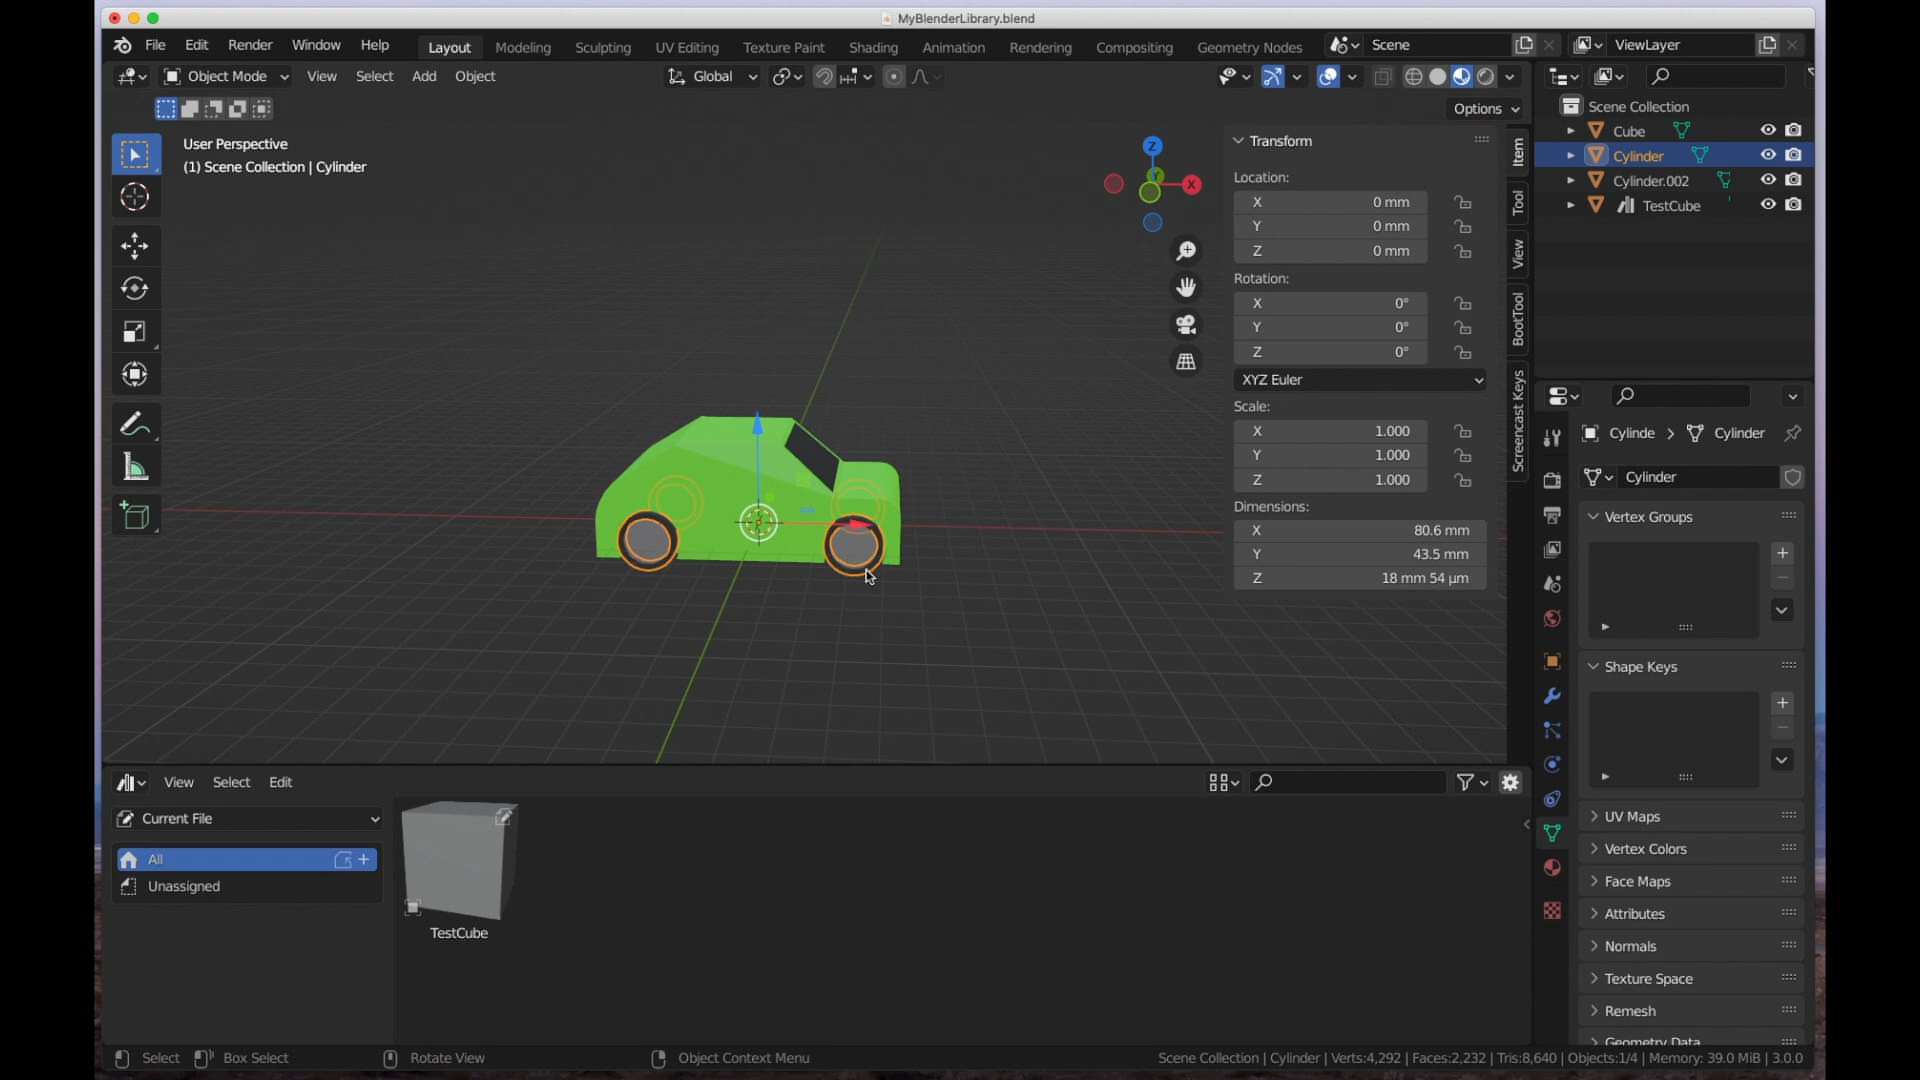 MyBlenderLibrary.blend
File Edit Render Window Help Layout Modeling Sculpting UV Editing Texture Paint Shading Animation Rendering Compositing Geometry Nodes Scene ViewLayer
Object Mode View Select Add Object Global
Options
User Perspective
(1) Scene Collection | Cylinder
Z
X
Transform
Location:
X 0 mm
Y 0 mm
Z 0 mm
Rotation:
X 0°
Y 0°
Z 0°
XYZ Euler
Scale:
X 1.000
Y 1.000
Z 1.000
Dimensions:
X 80.6 mm
Y 43.5 mm
Z 18 mm 54 µm
Item
Tool
View
BootTool
Screencast Keys
Scene Collection
Cube
Cylinder
Cylinder.002
TestCube
Cylinde Cylinder
Cylinder
Vertex Groups
Shape Keys
UV Maps
Vertex Colors
Face Maps
Attributes
Normals
Texture Space
Remesh
Geometry Data
View Select Edit
Current File
All
Unassigned
TestCube
Select Box Select Rotate View Object Context Menu Scene Collection | Cylinder | Verts:4,292 | Faces:2,232 | Tris:8,640 | Objects:1/4 | Memory: 39.0 MiB | 3.0.0